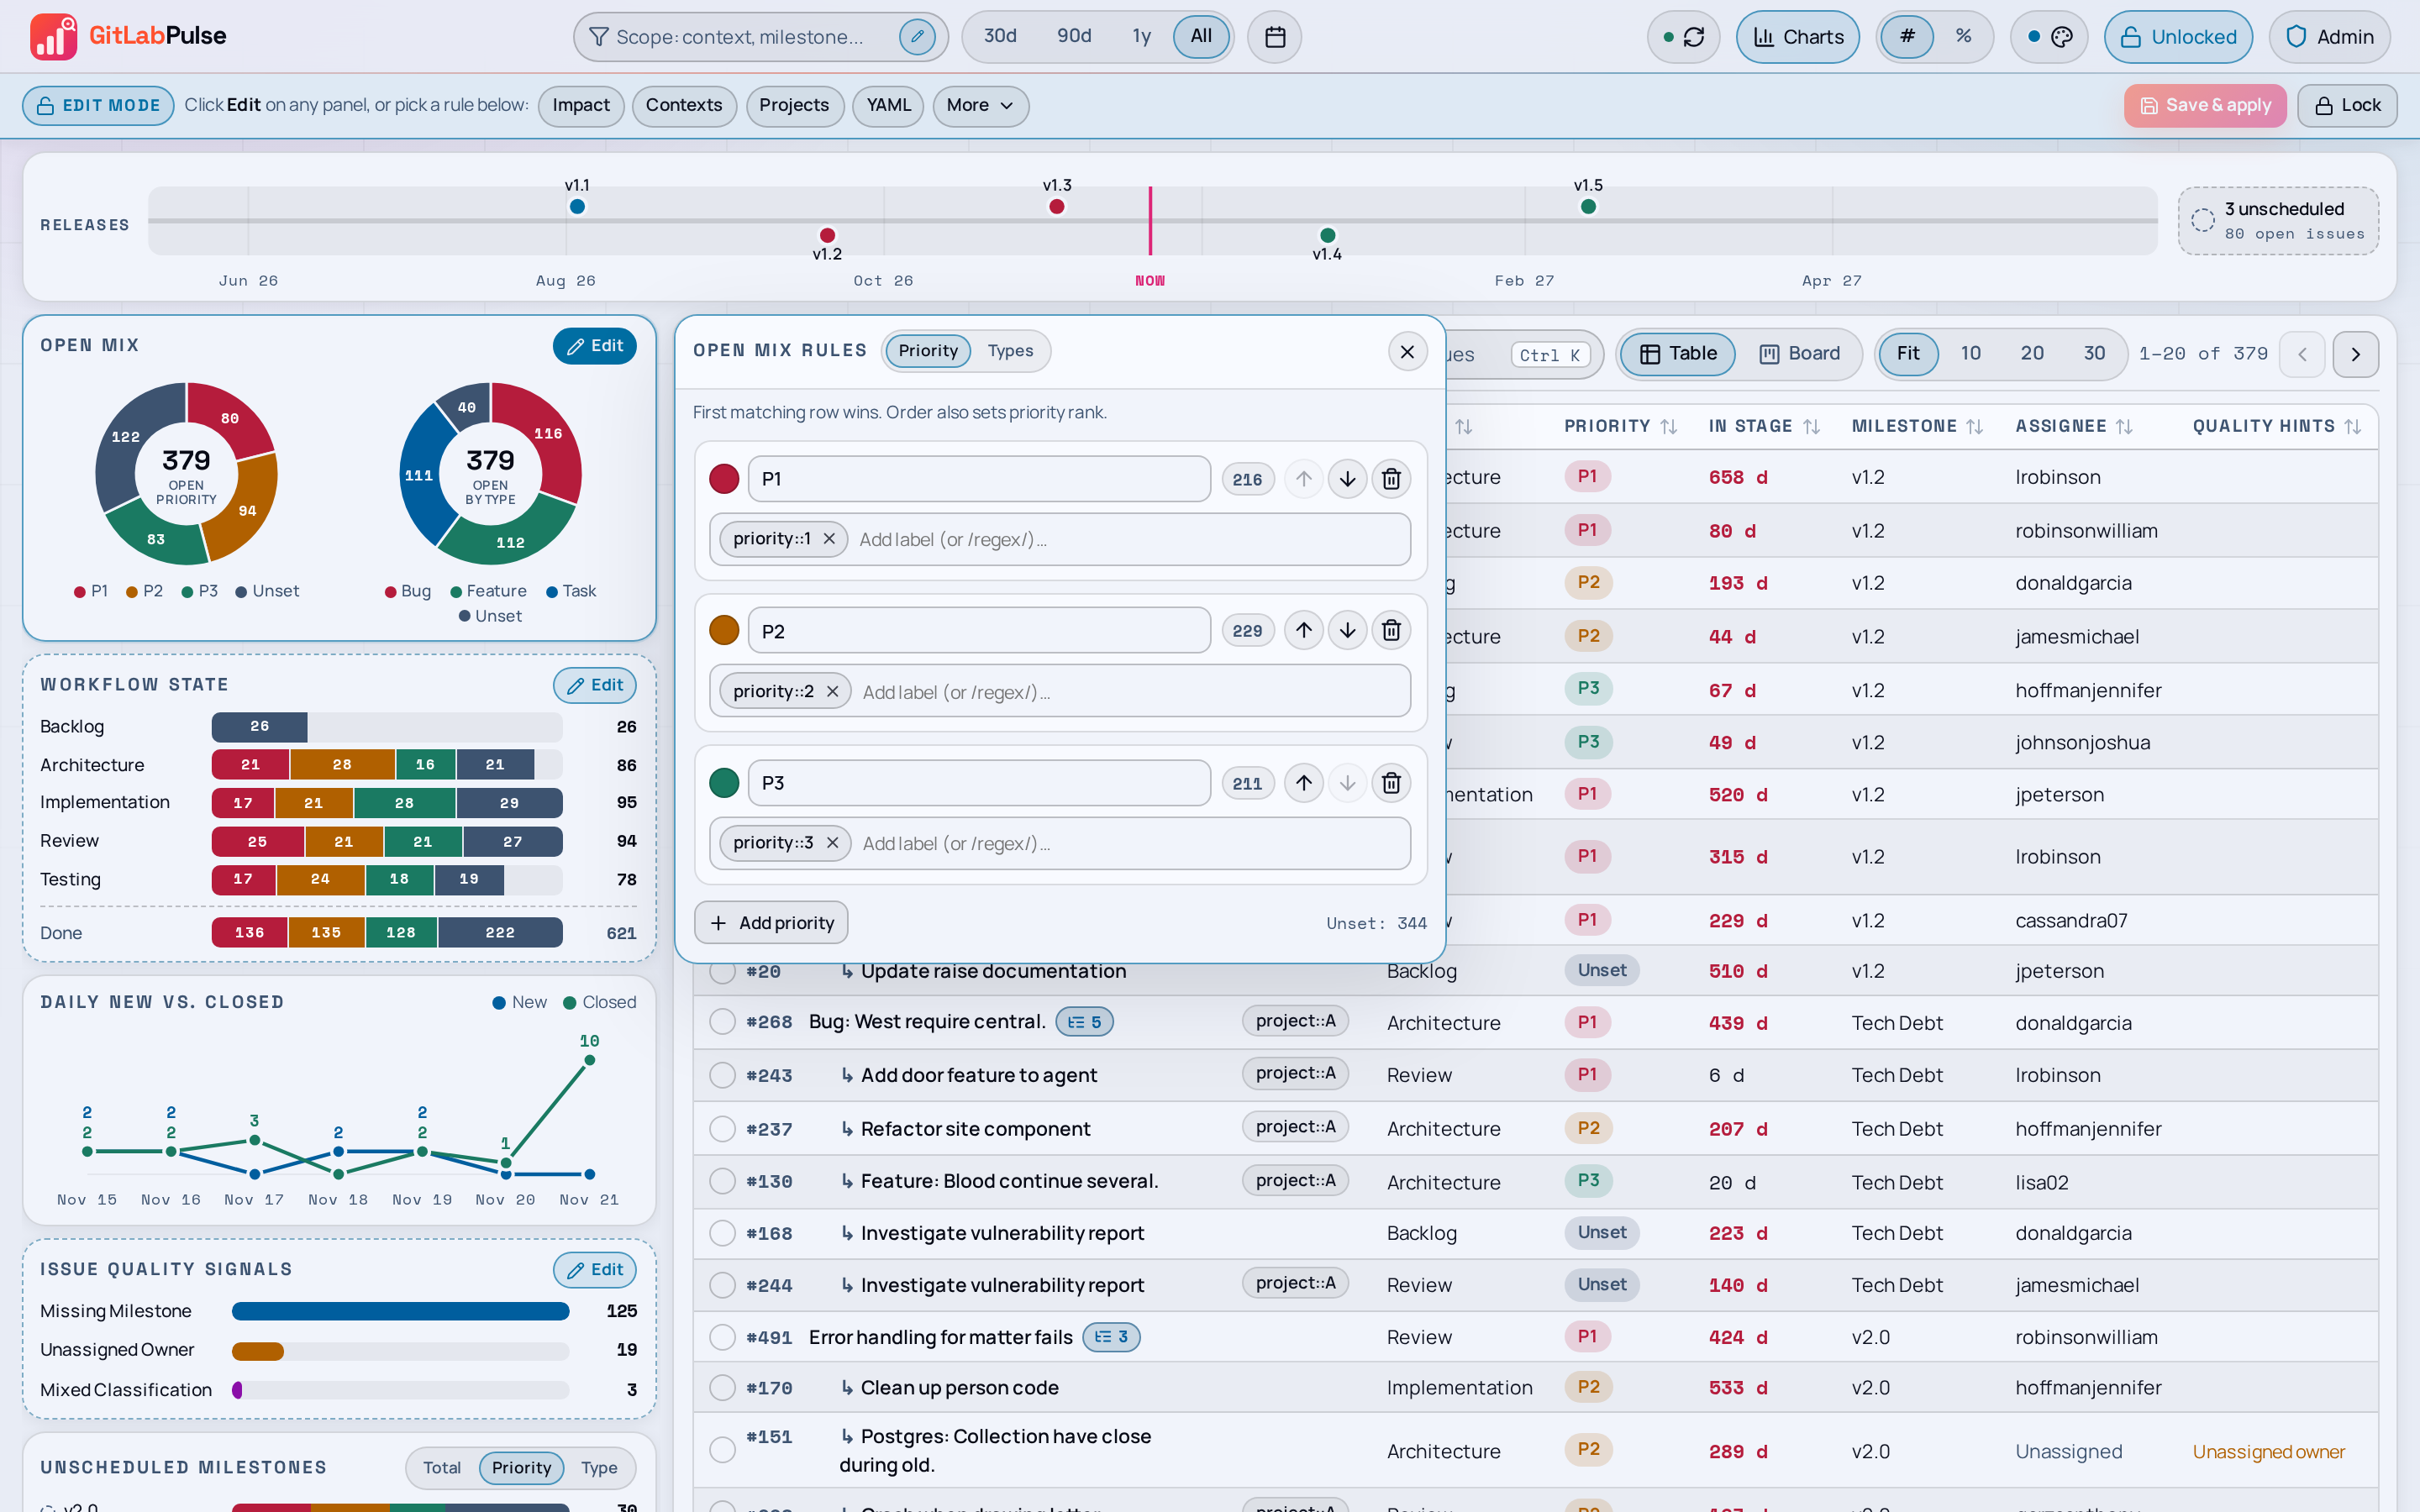 GitLabPulse
Scope: context, milestone...
30d 90d 1y All
Charts
# %
Unlocked
Admin
EDIT MODE
Click Edit on any panel, or pick a rule below:
Impact Contexts Projects YAML More
Save & apply
Lock
RELEASES
v1.1 v1.3 v1.5
v1.2 v1.4
Jun 26 Aug 26 Oct 26 NOW Feb 27 Apr 27
3 unscheduled
80 open issues
OPEN MIX
Edit
80
94
83
122
379
OPEN
PRIORITY
P1 P2 P3 Unset
116
112
111
40
379
OPEN
BY TYPE
Bug Feature Task
Unset
WORKFLOW STATE
Edit
Backlog 26 26
Architecture 21 28 16 21 86
Implementation 17 21 28 29 95
Review 25 21 21 27 94
Testing 17 24 18 19 78
Done 136 135 128 222 621
DAILY NEW VS. CLOSED
New Closed
2 2 3 2 2 1 10
2 2 2
Nov 15 Nov 16 Nov 17 Nov 18 Nov 19 Nov 20 Nov 21
ISSUE QUALITY SIGNALS
Edit
Missing Milestone 125
Unassigned Owner 19
Mixed Classification 3
UNSCHEDULED MILESTONES
Total Priority Type
v2.0 30
OPEN MIX RULES
Priority Types
First matching row wins. Order also sets priority rank.
P1 216
priority::1 Add label (or /regex/)...
P2 229
priority::2 Add label (or /regex/)...
P3 211
priority::3 Add label (or /regex/)...
Add priority
Unset: 344
ues Ctrl K
Table Board
Fit 10 20 30
1–20 of 379
PRIORITY IN STAGE MILESTONE ASSIGNEE QUALITY HINTS
ecture P1 658 d v1.2 lrobinson
ecture P1 80 d v1.2 robinsonwilliam
g P2 193 d v1.2 donaldgarcia
ecture P2 44 d v1.2 jamesmichael
g P3 67 d v1.2 hoffmanjennifer
P3 49 d v1.2 johnsonjoshua
mentation P1 520 d v1.2 jpeterson
P1 315 d v1.2 lrobinson
P1 229 d v1.2 cassandra07
#20 ↳ Update raise documentation Backlog Unset 510 d v1.2 jpeterson
#268 Bug: West require central. 5 project::A Architecture P1 439 d Tech Debt donaldgarcia
#243 ↳ Add door feature to agent project::A Review P1 6 d Tech Debt lrobinson
#237 ↳ Refactor site component project::A Architecture P2 207 d Tech Debt hoffmanjennifer
#130 ↳ Feature: Blood continue several. project::A Architecture P3 20 d Tech Debt lisa02
#168 ↳ Investigate vulnerability report Backlog Unset 223 d Tech Debt donaldgarcia
#244 ↳ Investigate vulnerability report project::A Review Unset 140 d Tech Debt jamesmichael
#491 Error handling for matter fails 3 Review P1 424 d v2.0 robinsonwilliam
#170 ↳ Clean up person code Implementation P2 533 d v2.0 hoffmanjennifer
#151 ↳ Postgres: Collection have close
during old. Architecture P2 289 d v2.0 Unassigned Unassigned owner